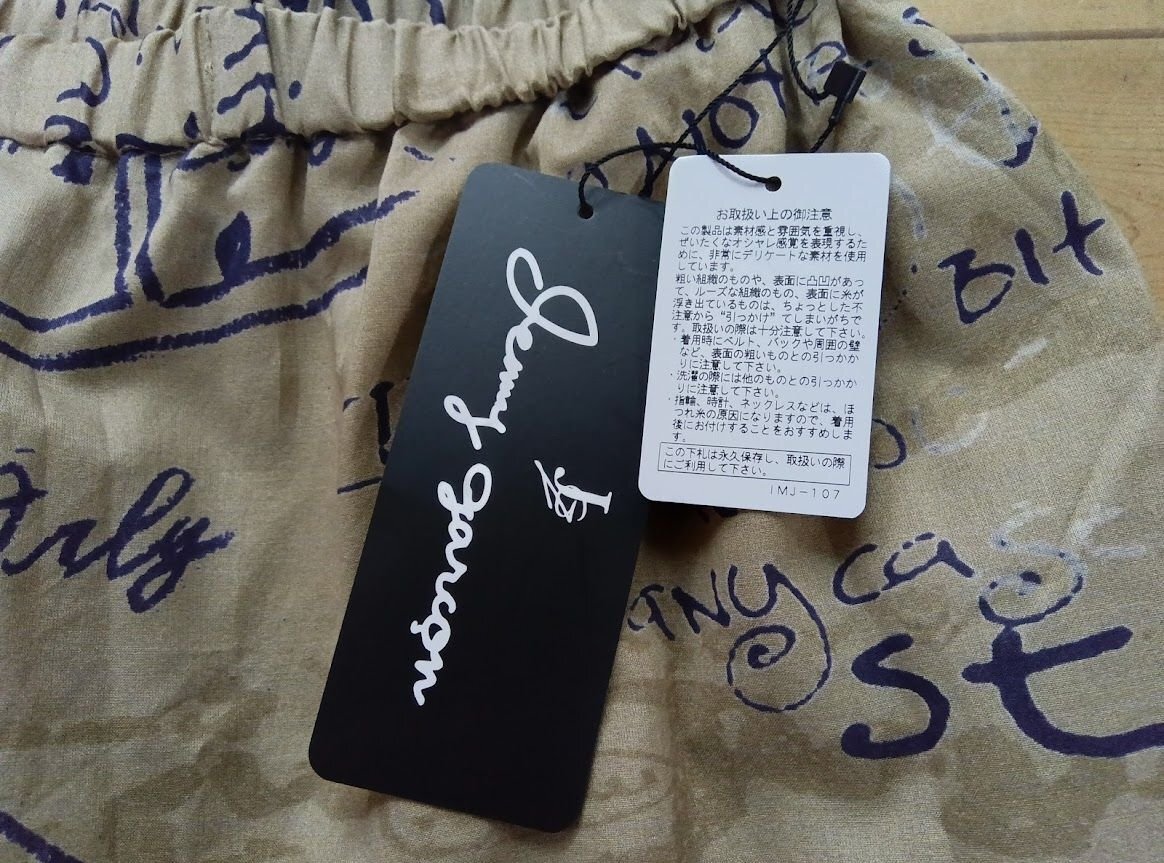 Jenny garçon
JG
お取扱い上の御注意
この製品は素材感と雰囲気を重視し、
ぜいたくなオシャレ感覚を表現するた
めに、非常にデリケートな素材を使用
しています。
粗い組織のものや、表面に凸凹があっ
て、ルーズな組織のもの、表面に糸が
浮き出ているものは、ちょっとした不
注意から“引っかけ”てしまいがちで
す。取扱いの際は十分注意して下さい。
・着用時にベルト、バックや周囲の壁
など、表面の粗いものとの引っかか
りに注意して下さい。
・洗濯の際には他のものとの引っかか
りに注意して下さい。
・指輪、時計、ネックレスなどは、ほ
つれ糸の原因になりますので、着用
後にお付けすることをおすすめしま
す。
この下札は永久保存し、取扱いの際
にご利用して下さい。
IMJ-107
any case
st